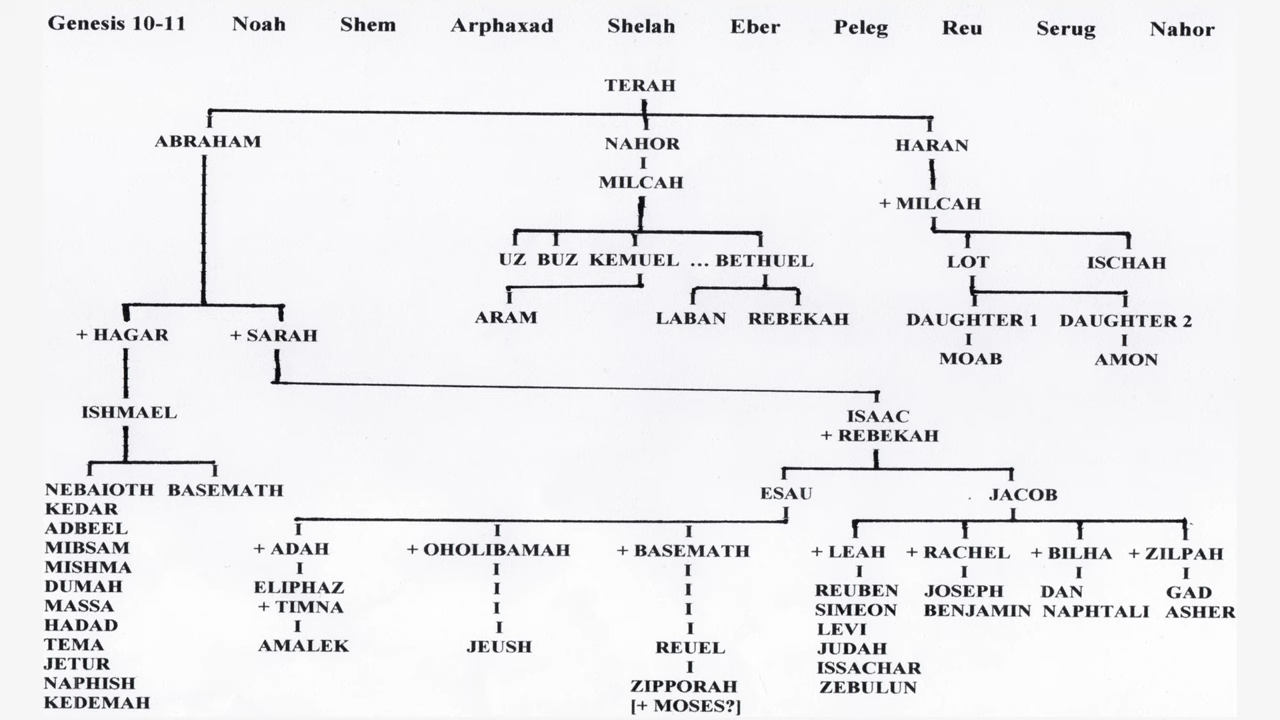 Genesis 10-11 Noah Shem Arphaxad Shelah Eber Peleg Reu Serug Nahor
TERAH
ABRAHAM NAHOR HARAN
MILCAH
+ MILCAH
UZ BUZ KEMUEL ... BETHUEL LOT ISCHAH
ARAM LABAN REBEKAH DAUGHTER 1 DAUGHTER 2
+ HAGAR + SARAH
MOAB AMON
ISHMAEL
ISAAC
+ REBEKAH
NEBAIOTH BASEMATH ESAU JACOB
KEDAR
ADBEEL
MIBSAM + ADAH + OHOLIBAMAH + BASEMATH + LEAH + RACHEL + BILHA + ZILPAH
MISHMA
DUMAH ELIPHAZ REUBEN JOSEPH DAN GAD
MASSA + TIMNA SIMEON BENJAMIN NAPHTALI ASHER
HADAD LEVI
TEMA AMALEK JEUSH REUEL JUDAH
JETUR ISSACHAR
NAPHISH ZIPPORAH ZEBULUN
KEDEMAH [+ MOSES?]